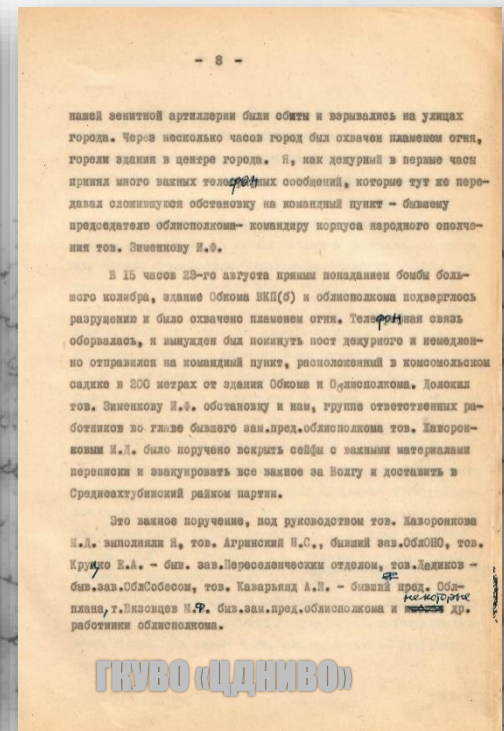 - 8 -
нашей зенитной артиллерии были сбиты и взрывались на улицах
города. Через несколько часов город был охвачен пламенем огня,
горели здания в центре города. Я, как дежурный в первые часы
принял много важных телефонных сообщений, которые тут же пере-
давал сложившуюся обстановку на командный пункт - бывшему
председателю облисполкома- командиру корпуса народного ополче-
ния тов. Зименкову И.Ф.
В 15 часов 23-го августа прямым попаданием бомбы боль-
шого колибра, здание Обкома ВКП(б) и облисполкома подверглось
разрушению и было охвачено пламенем огня. Телефонная связь
оборвалась, я вынужден был покинуть пост дежурного и немедлен-
но отправился на командный пункт, расположенный в комсомольском
садике в 200 метрах от здания Обкома и Облисполкома. Доложил
тов. Зименкову И.Ф. обстановку и нам, группе ответственных ра-
ботников во главе бывшего зам.пред.облисполкома тов. Жаворон-
ковым И.Д. было поручено вскрыть сейфы с важными материалами
переписки и эвакуировать все важное за Волгу и доставить в
Среднеахтубинский райком партии.
Это важное поручение, под руководством тов. Жаворонкова
И.Д. выполняли Я, тов. Агринский Н.С., бывший зав.ОблОНО, тов.
Е.А. - быв. зав.Переселенческим отделом, тов.Дедиков -
быв.зав.ОблСобесом, тов. Каварьянд А.И. - бывший пред. Обл-
плана, т.Вязовцев И.Ф. быв.зам.пред.облисполкома и некоторые др.
работники облисполкома.
ГКУВО «ЦДНИВО»